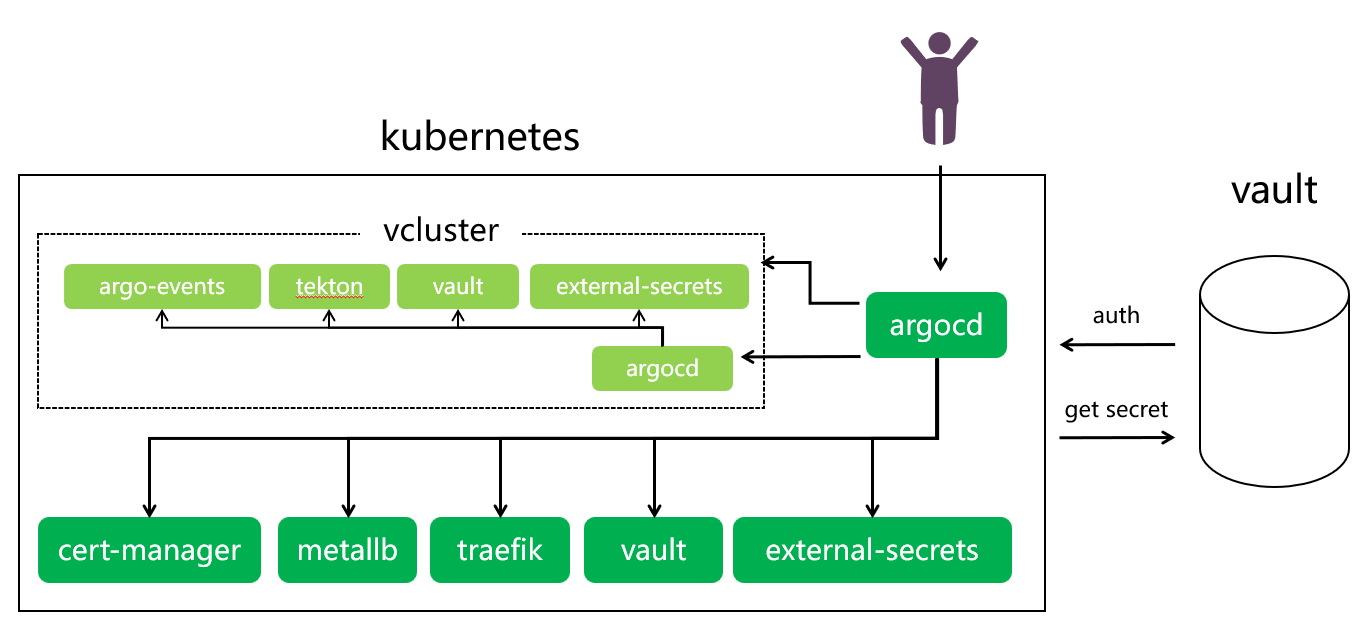 kubernetes
vault
vcluster
argo-events
tekton
vault
external-secrets
argocd
argocd
auth
get secret
cert-manager
metallb
traefik
vault
external-secrets